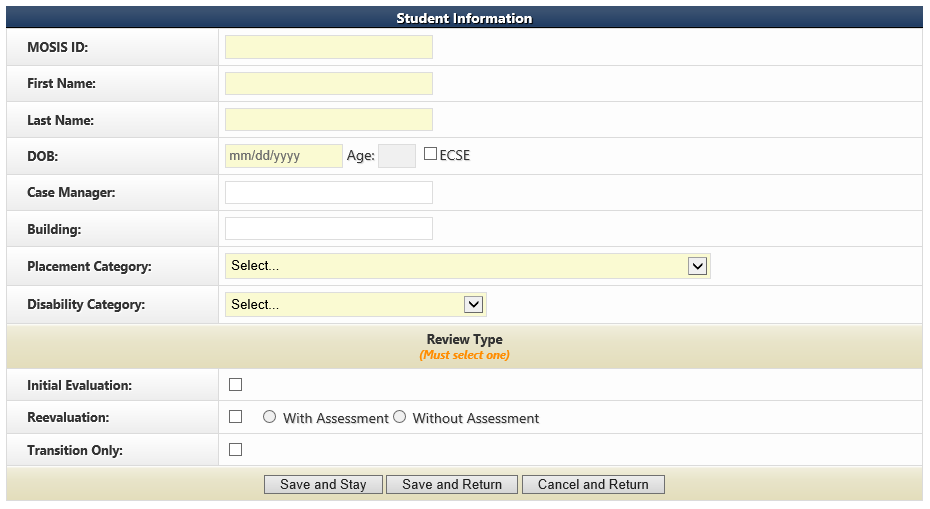 Student Information
MOSIS ID:
First Name:
Last Name:
DOB: mm/dd/yyyy Age: ECSE
Case Manager:
Building:
Placement Category: Select...
Disability Category: Select...
Review Type
(Must select one)
Initial Evaluation:
Reevaluation: With Assessment Without Assessment
Transition Only:
Save and Stay Save and Return Cancel and Return